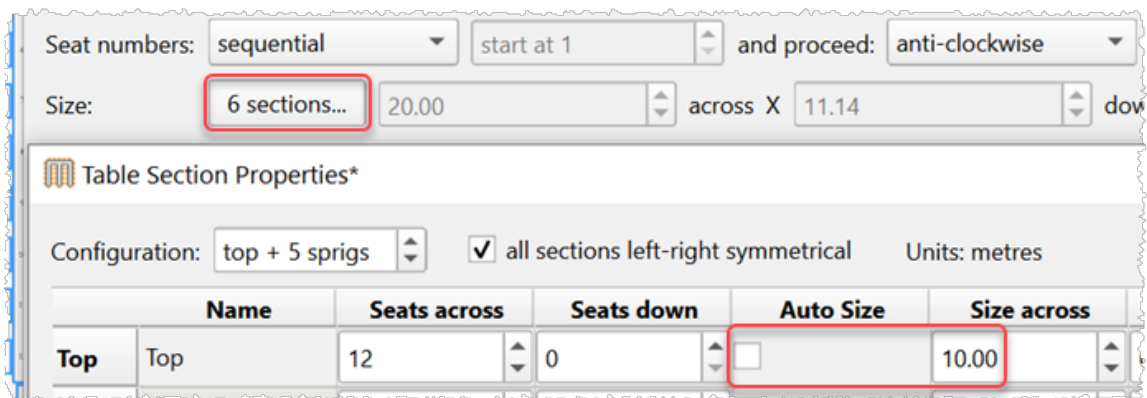 Seat numbers: sequential start at 1 and proceed: anti-clockwise
Size: 6 sections... 20.00 across X 11.14
Table Section Properties*
Configuration: top + 5 sprigs all sections left-right symmetrical Units: metres
Name Seats across Seats down Auto Size Size across
Top Top 12 0 10.00